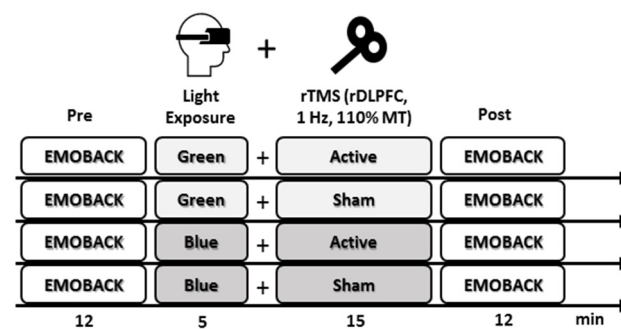 +
Light
Exposure
rTMS (rDLPFC,
1 Hz, 110% MT)
Pre
Post
EMOBACK Green + Active EMOBACK
EMOBACK Green + Sham EMOBACK
EMOBACK Blue + Active EMOBACK
EMOBACK Blue + Sham EMOBACK
12 5 15 12 min